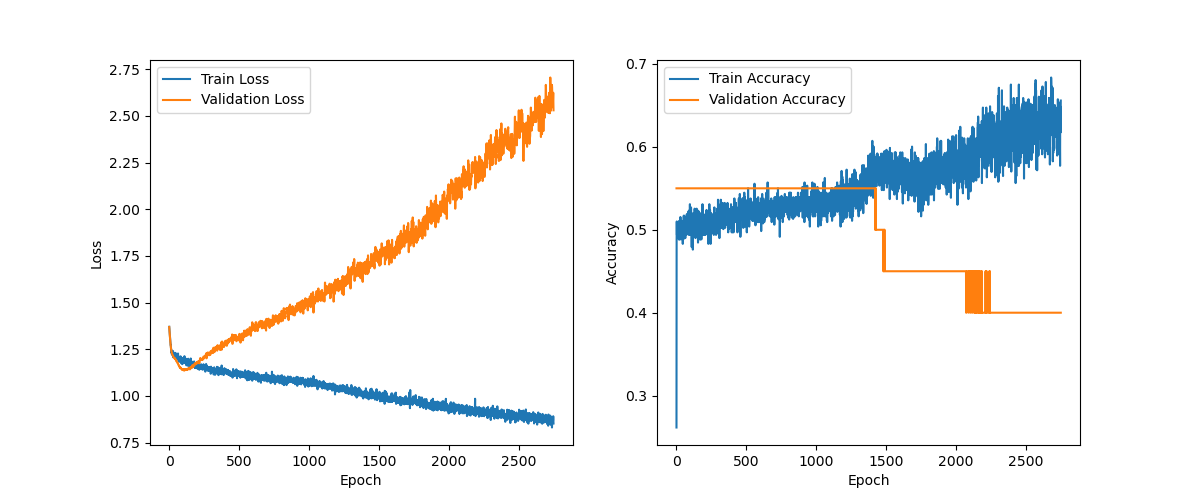 Train Loss
Validation Loss
2.75
2.50
2.25
2.00
1.75
1.50
1.25
1.00
0.75
Loss
0 500 1000 1500 2000 2500
Epoch
Train Accuracy
Validation Accuracy
0.7
0.6
0.5
0.4
0.3
Accuracy
0 500 1000 1500 2000 2500
Epoch